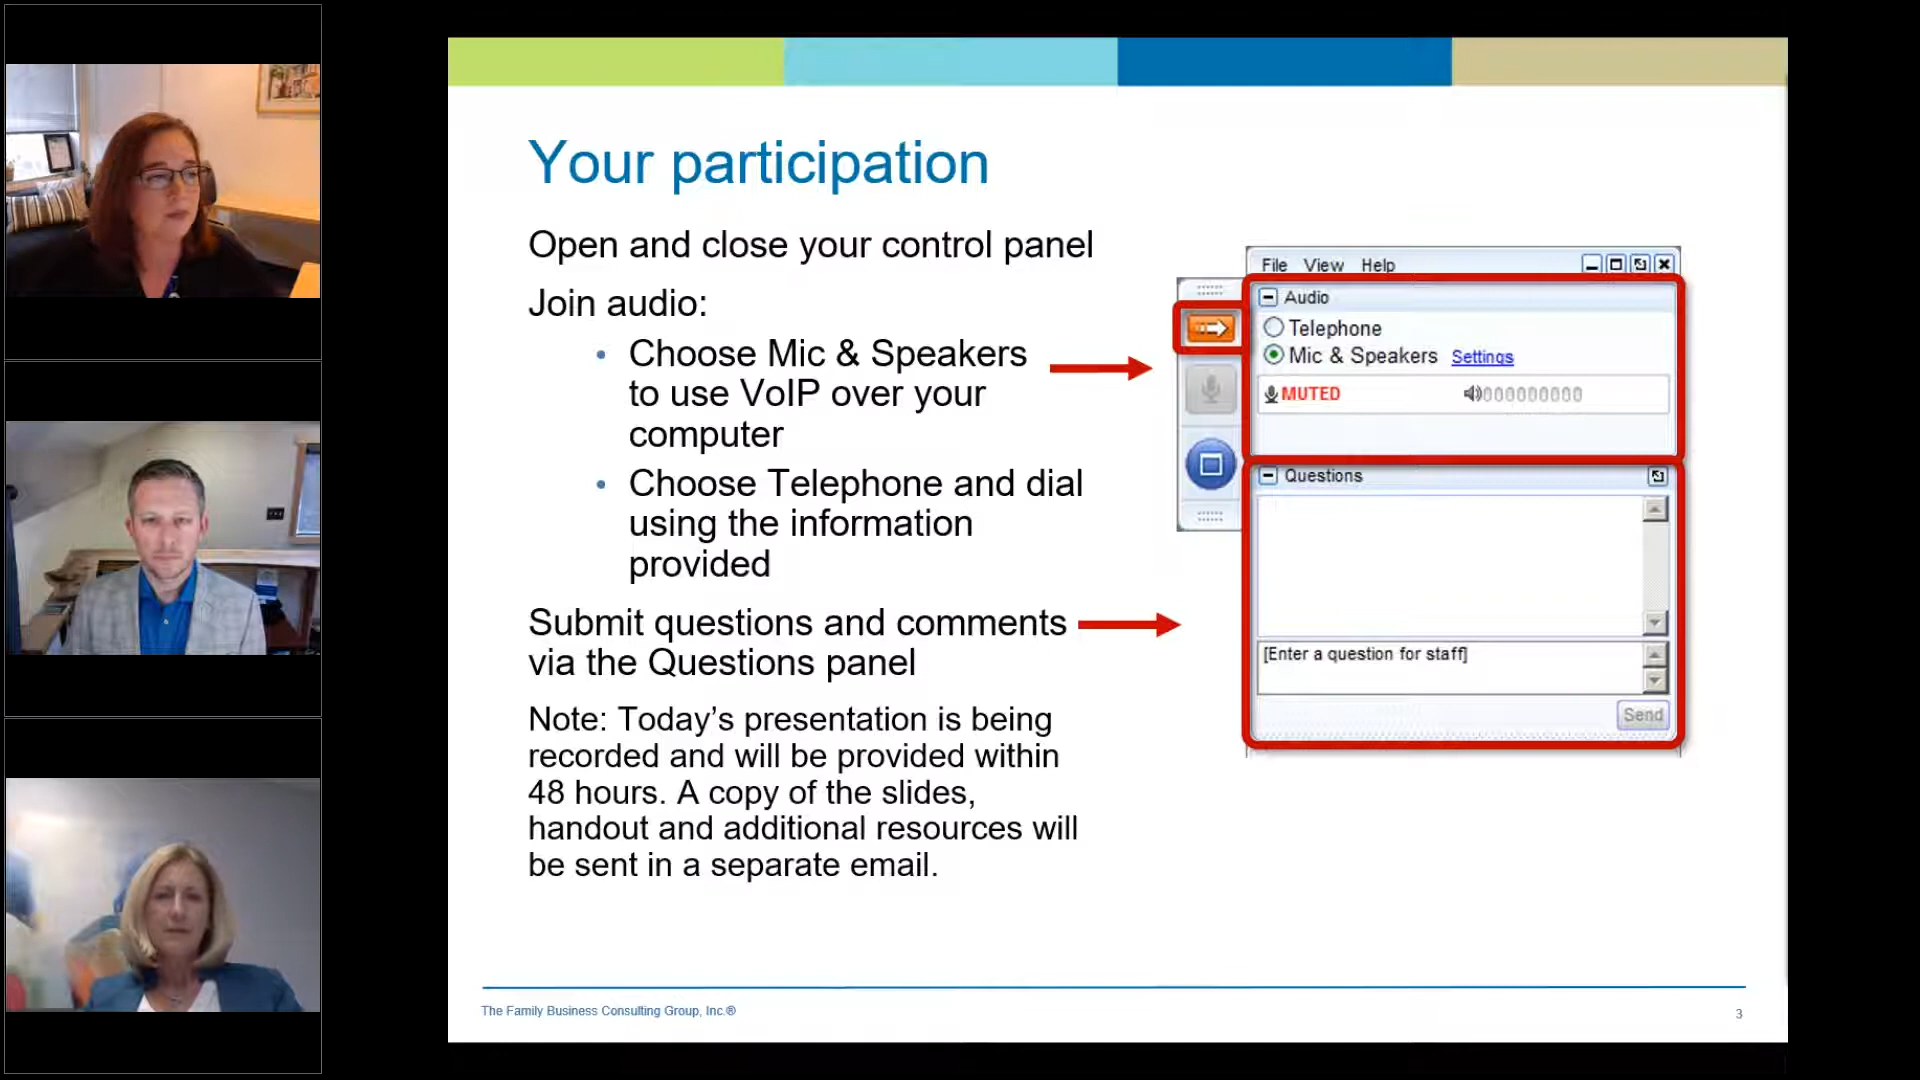 Your participation
Open and close your control panel
Join audio:
• Choose Mic & Speakers
to use VoIP over your
computer
• Choose Telephone and dial
using the information
provided
Submit questions and comments
via the Questions panel
Note: Today’s presentation is being
recorded and will be provided within
48 hours. A copy of the slides,
handout and additional resources will
be sent in a separate email.
File View Help
Audio
Telephone
Mic & Speakers Settings
MUTED 000000000
Questions
[Enter a question for staff]
Send
The Family Business Consulting Group, Inc.®
3